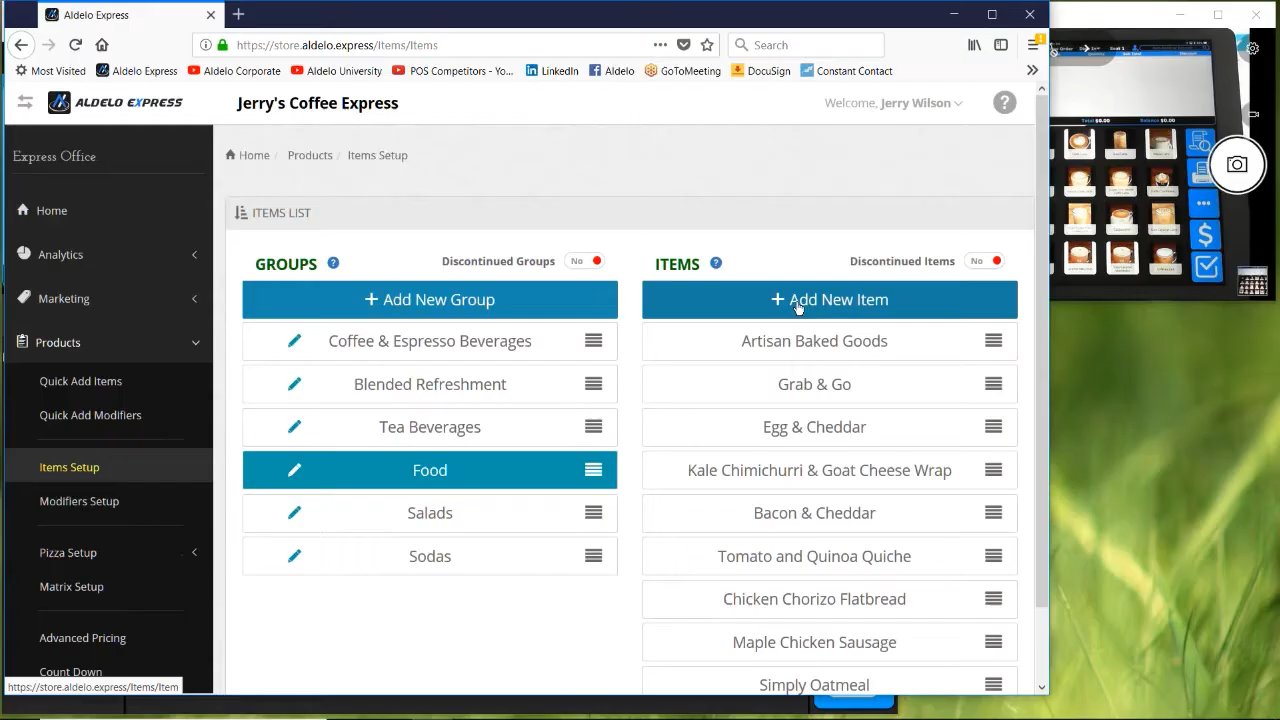 Aldelo Express
https://store.aldelo.express/Items/Items
Search
Most Visited
Aldelo Express
Aldelo Corporate
Aldelo University
POS Competitors - Yo...
LinkedIn
Aldelo
GoToMeeting
DocuSign
Constant Contact
ALDELO EXPRESS
Jerry's Coffee Express
Welcome, Jerry Wilson
Express Office
Home / Products / Items Setup
Home
Analytics
Marketing
Products
Quick Add Items
Quick Add Modifiers
Items Setup
Modifiers Setup
Pizza Setup
Matrix Setup
Advanced Pricing
Count Down
ITEMS LIST
GROUPS
Discontinued Groups
No
+ Add New Group
Coffee & Espresso Beverages
Blended Refreshment
Tea Beverages
Food
Salads
Sodas
ITEMS
Discontinued Items
No
+ Add New Item
Artisan Baked Goods
Grab & Go
Egg & Cheddar
Kale Chimichurri & Goat Cheese Wrap
Bacon & Cheddar
Tomato and Quinoa Quiche
Chicken Chorizo Flatbread
Maple Chicken Sausage
Simply Oatmeal
https://store.aldelo.express/Items/Item
Total $0.00
Balance $0.00